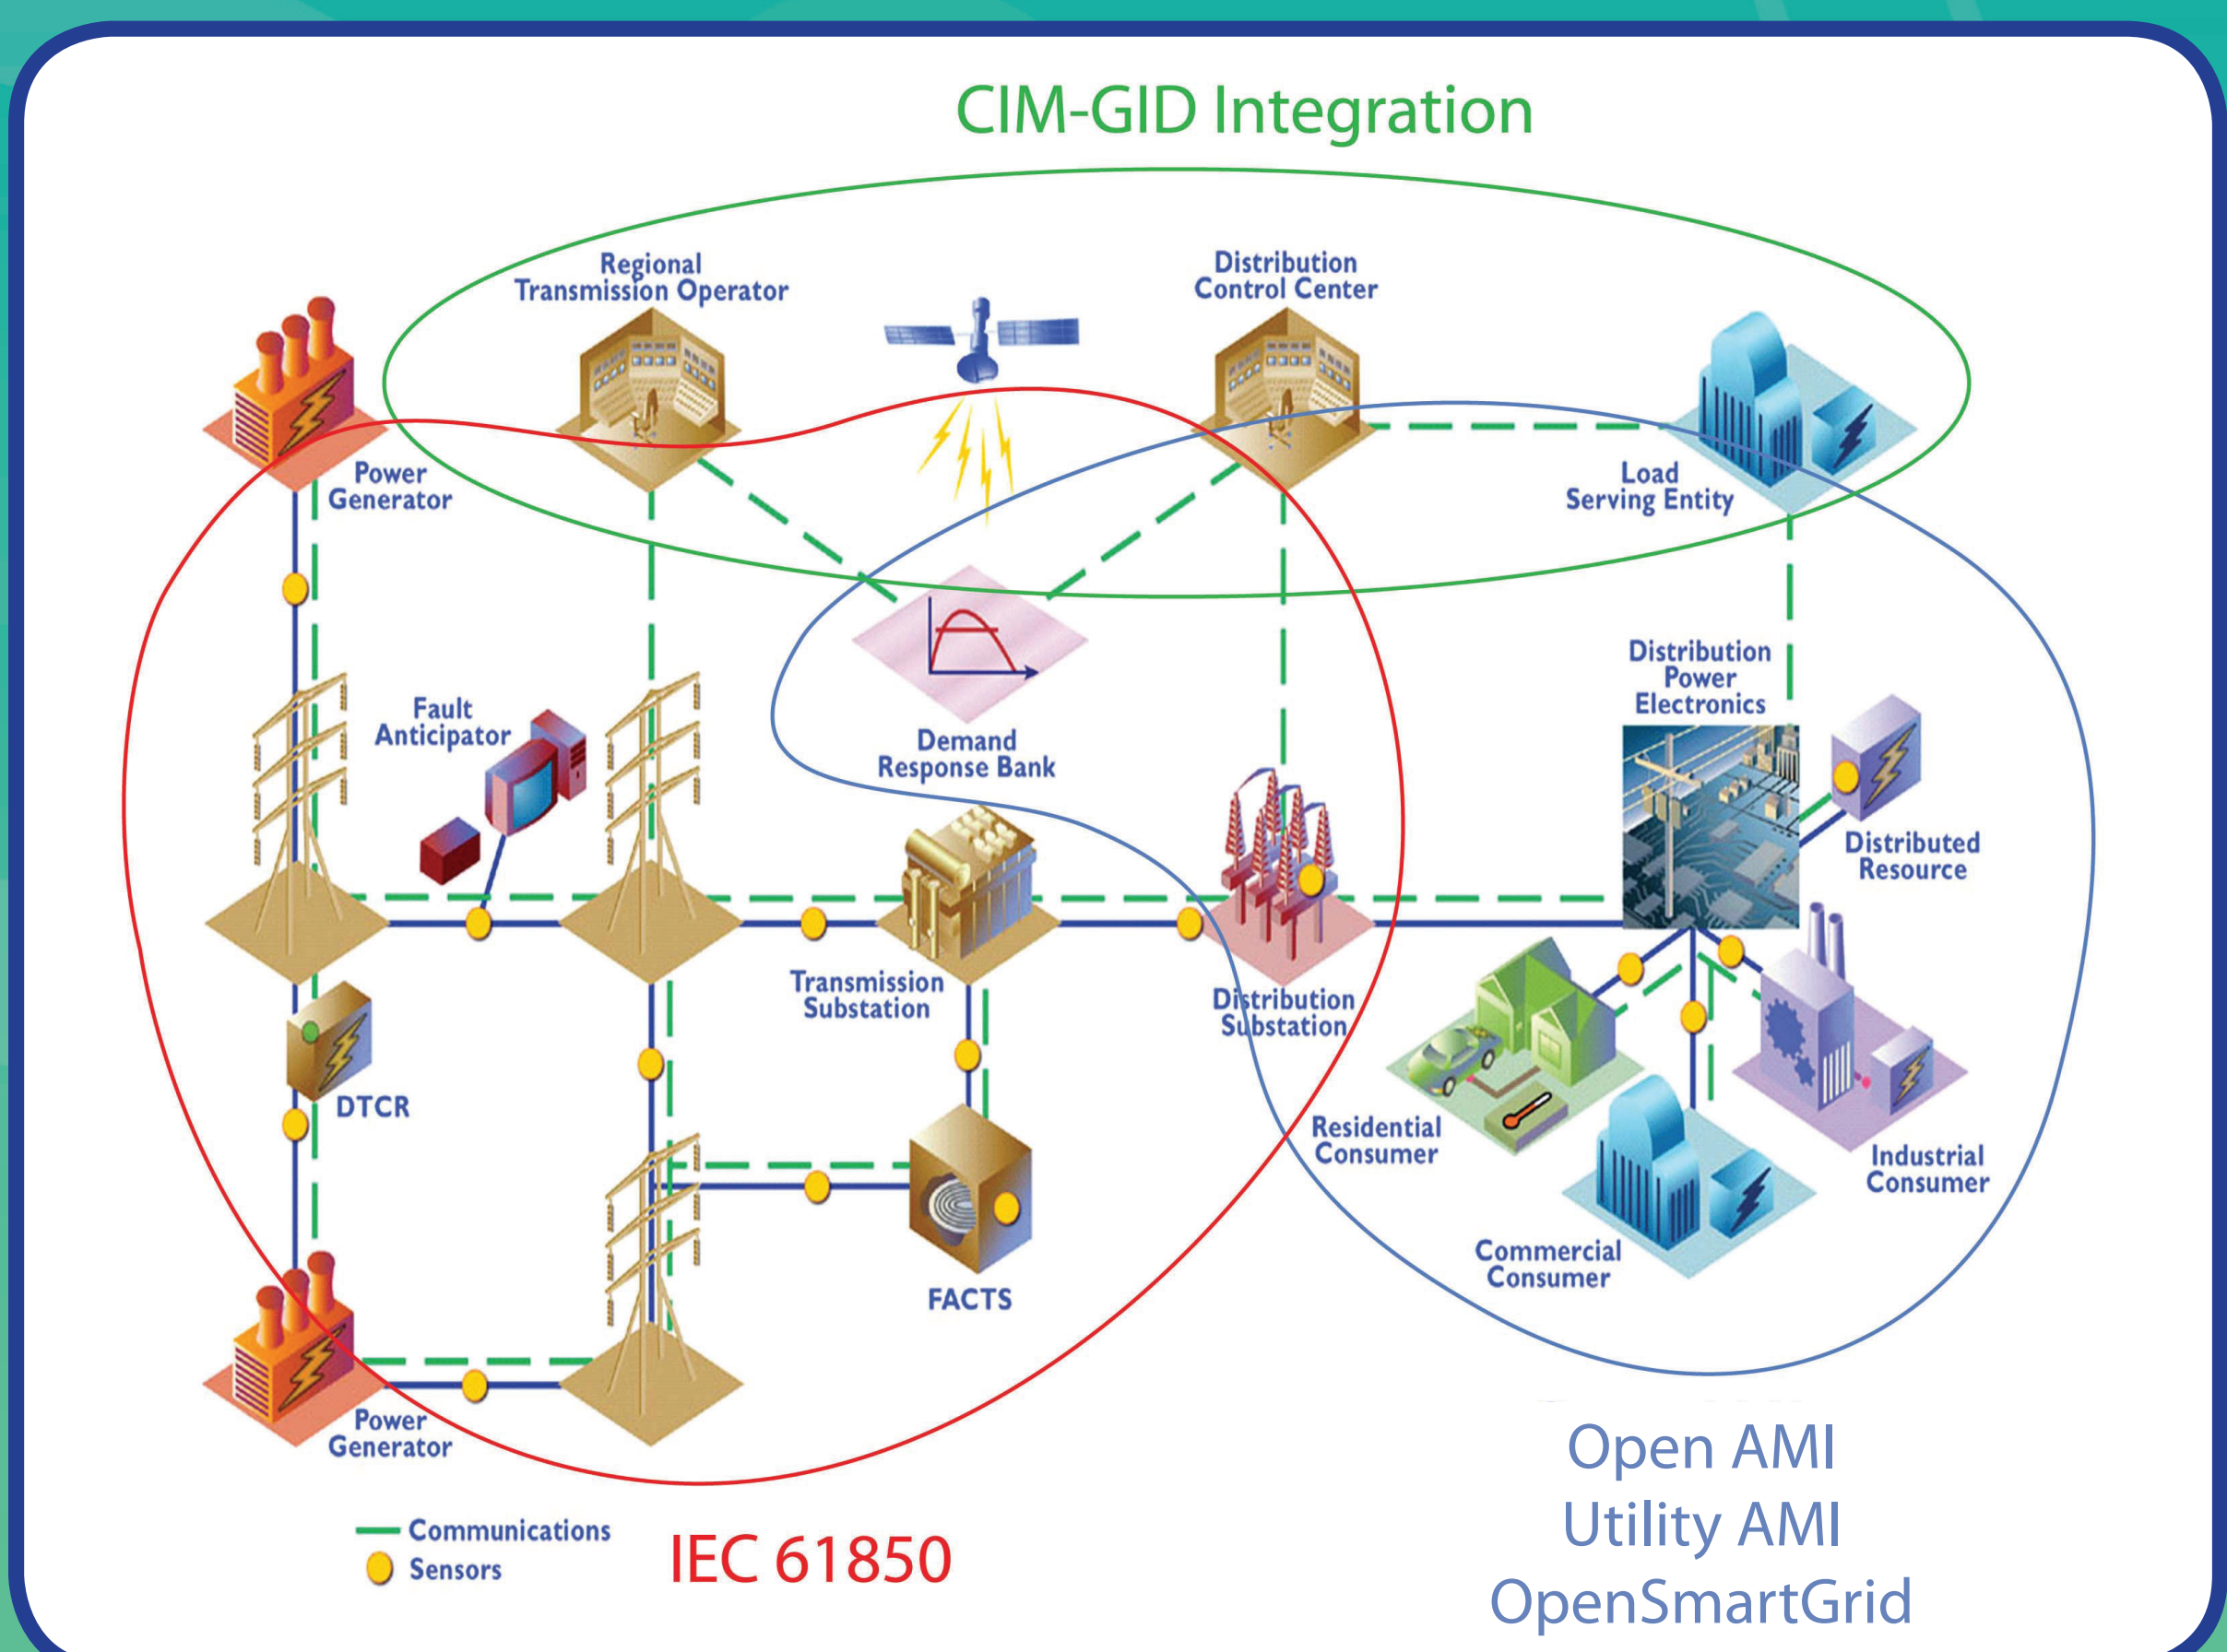 CIM-GID Integration
Regional
Transmission Operator
Distribution
Control Center
Power
Generator
Load
Serving Entity
Fault
Anticipator
Demand
Response Bank
Distribution
Power
Electronics
Distributed
Resource
Transmission
Substation
Distribution
Substation
DTCR
Residential
Consumer
Industrial
Consumer
Commercial
Consumer
FACTS
Power
Generator
Communications
Sensors
IEC 61850
Open AMI
Utility AMI
OpenSmartGrid